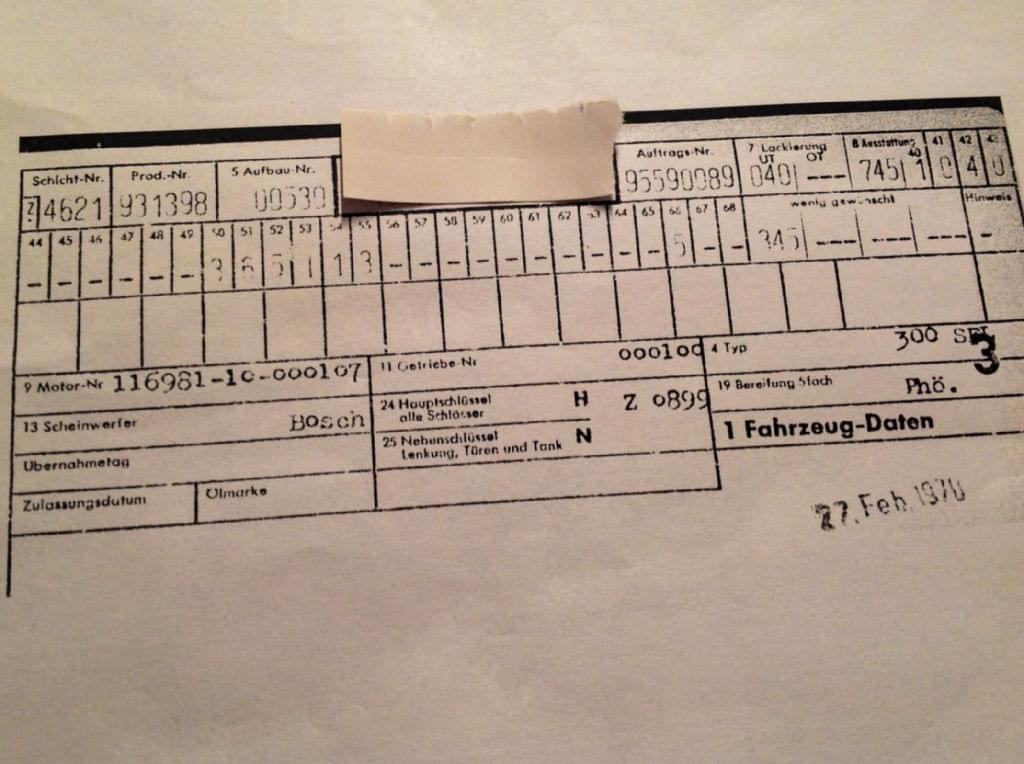 Schicht-Nr. Prod.-Nr. 5 Aufbau-Nr. Auftrags-Nr. 7 Lackierung UT OT 8 Ausstattung 40 41 42 43
4621 931398 00530 95590089 040 --- 745 1 0 4 0
44 45 46 47 48 49 50 51 52 53 54 55 56 57 58 59 60 61 62 63 64 65 66 67 68 wenig gewünscht Hinweis
- - - - - - 3 6 5 1 1 3 - - - - - - - - - - 5 - - 345 --- --- --- -
9 Motor-Nr 116981-10-000107 11 Getriebe-Nr 000100 4 Typ 300 SEL
3
13 Scheinwerfer Bosch 24 Hauptschlüssel alle Schlösser H Z 0899 19 Bereifung 5fach Phö.
Übernahmetag 25 Nebenschlüssel Lenkung, Türen und Tank N 1 Fahrzeug-Daten
Zulassungsdatum Ölmarke
27. Feb. 1970